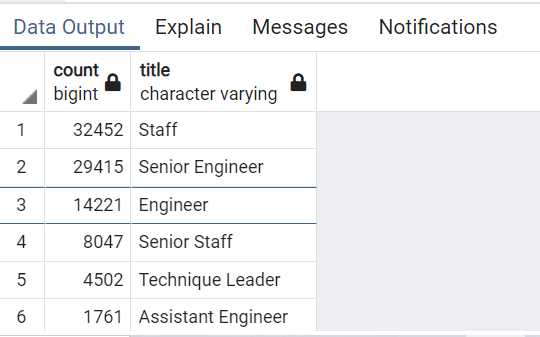 Data Output Explain Messages Notifications
count title
bigint character varying
1 32452 Staff
2 29415 Senior Engineer
3 14221 Engineer
4 8047 Senior Staff
5 4502 Technique Leader
6 1761 Assistant Engineer